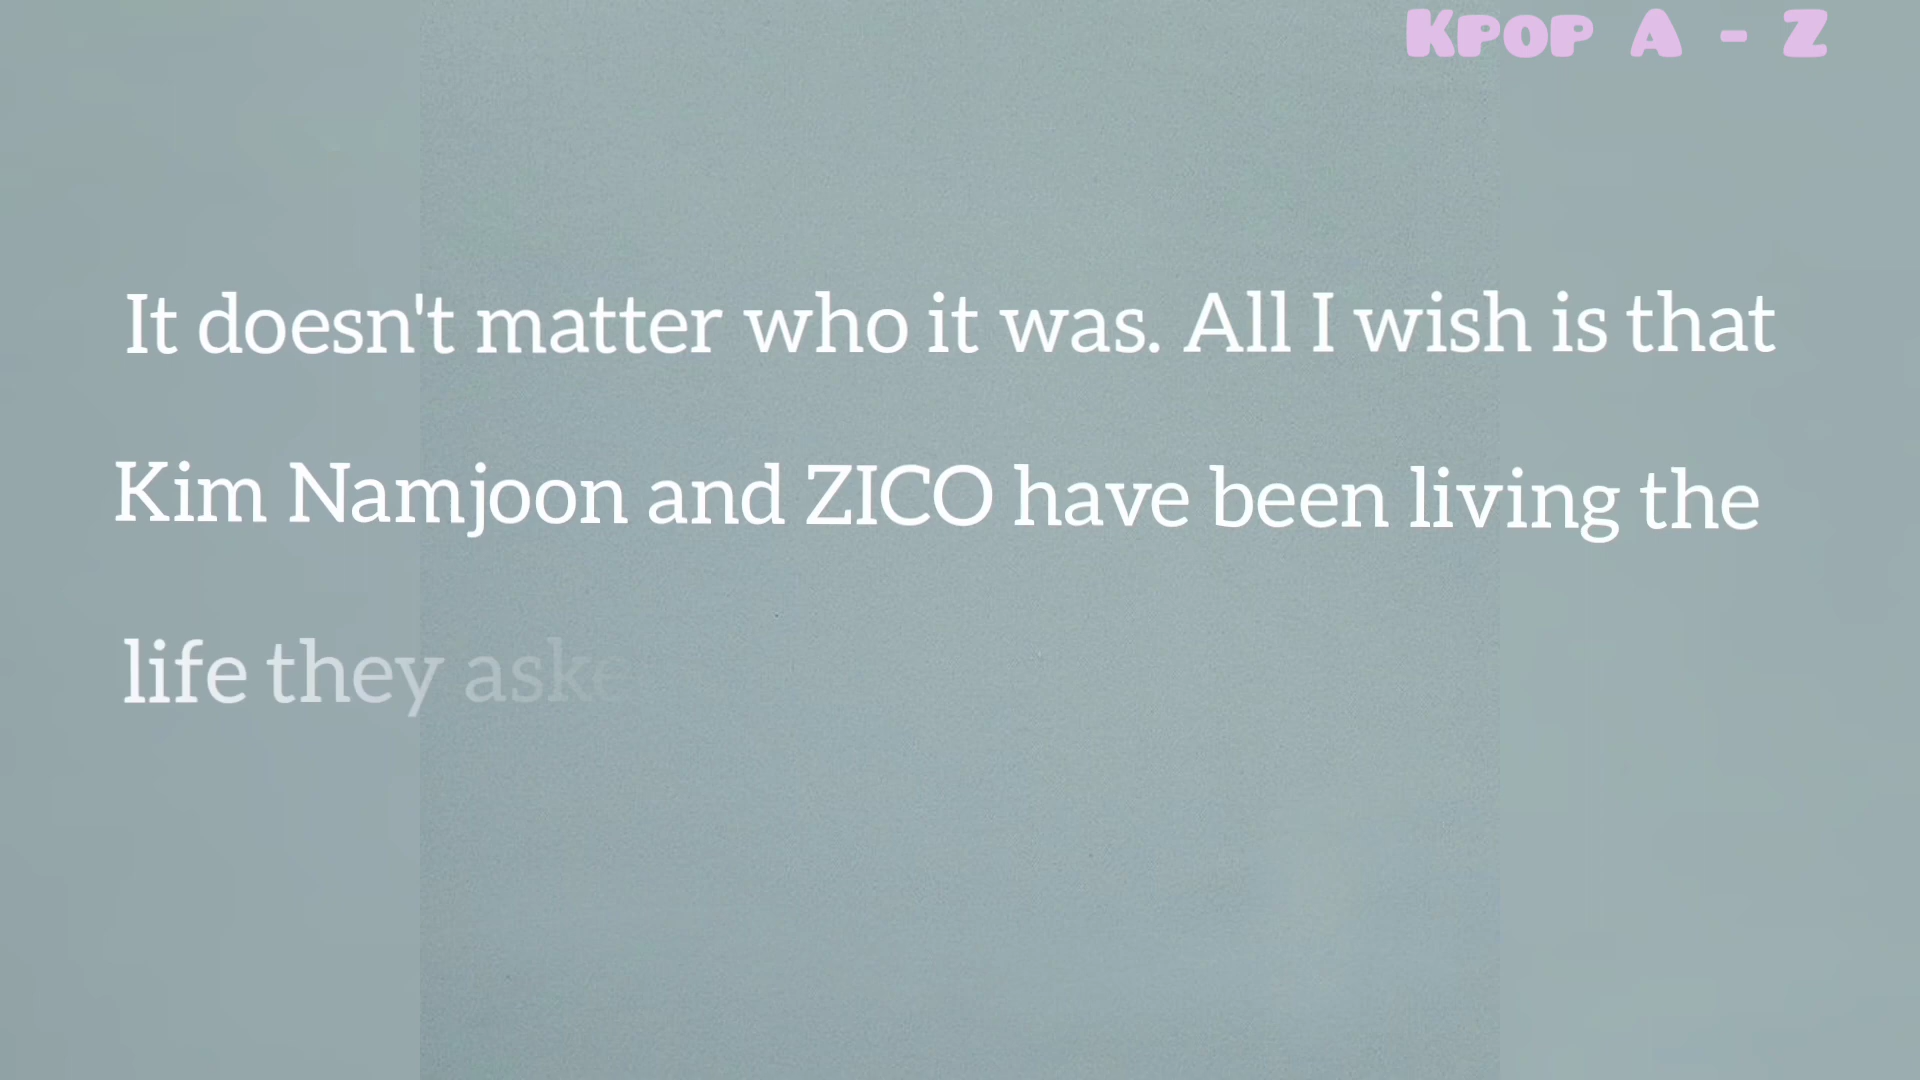 Kpop A - Z
It doesn't matter who it was. All I wish is that
Kim Namjoon and ZICO have been living the
life they aske